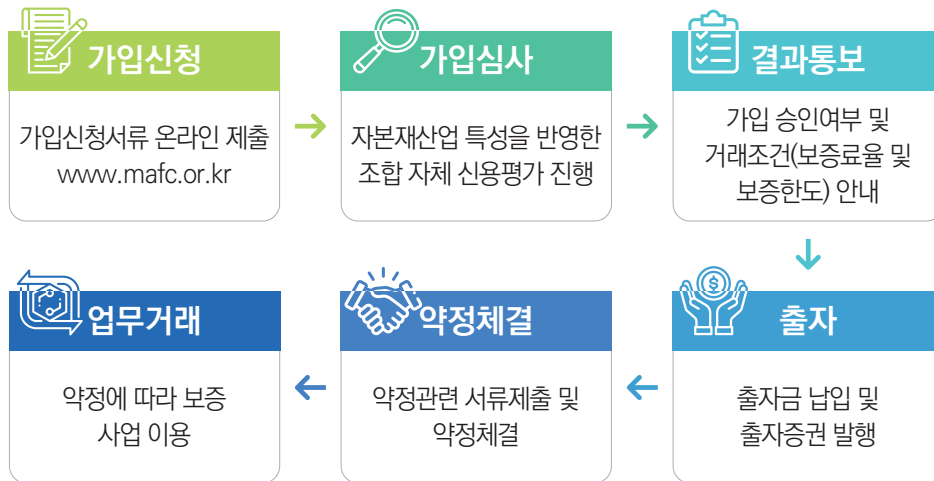 가입신청
가입신청서류 온라인 제출
www.mafc.or.kr
가입심사
자본재산업 특성을 반영한
조합 자체 신용평가 진행
결과통보
가입 승인여부 및
거래조건(보증료율 및
보증한도) 안내
출자
출자금 납입 및
출자증권 발행
약정체결
약정관련 서류제출 및
약정체결
업무거래
약정에 따라 보증
사업 이용